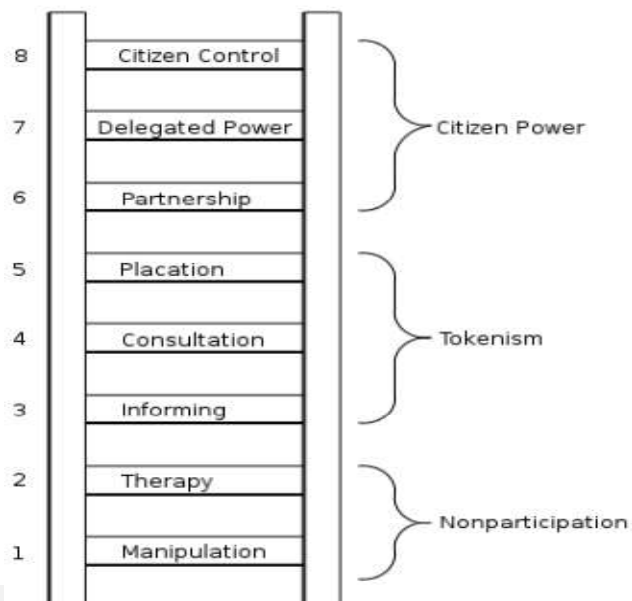 8 Citizen Control
7 Delegated Power Citizen Power
6 Partnership
5 Placation
4 Consultation Tokenism
3 Informing
2 Therapy
Nonparticipation
1 Manipulation